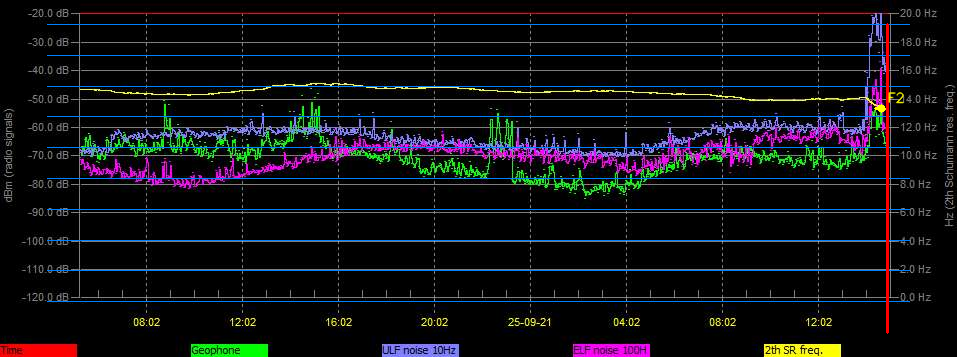 -20.0 dB
-30.0 dB
-40.0 dB
-50.0 dB
-60.0 dB
-70.0 dB
-80.0 dB
-90.0 dB
-100.0 dB
-110.0 dB
-120.0 dB
dBm (radio signals)
20.0 Hz
18.0 Hz
16.0 Hz
14.0 Hz
12.0 Hz
10.0 Hz
8.0 Hz
6.0 Hz
4.0 Hz
2.0 Hz
0.0 Hz
Hz (2th Schumann res. freq.)
F2
08:02 12:02 16:02 20:02 25-09-21 04:02 08:02 12:02
Time Geophone ULF noise 10Hz ELF noise 100H 2th SR freq.